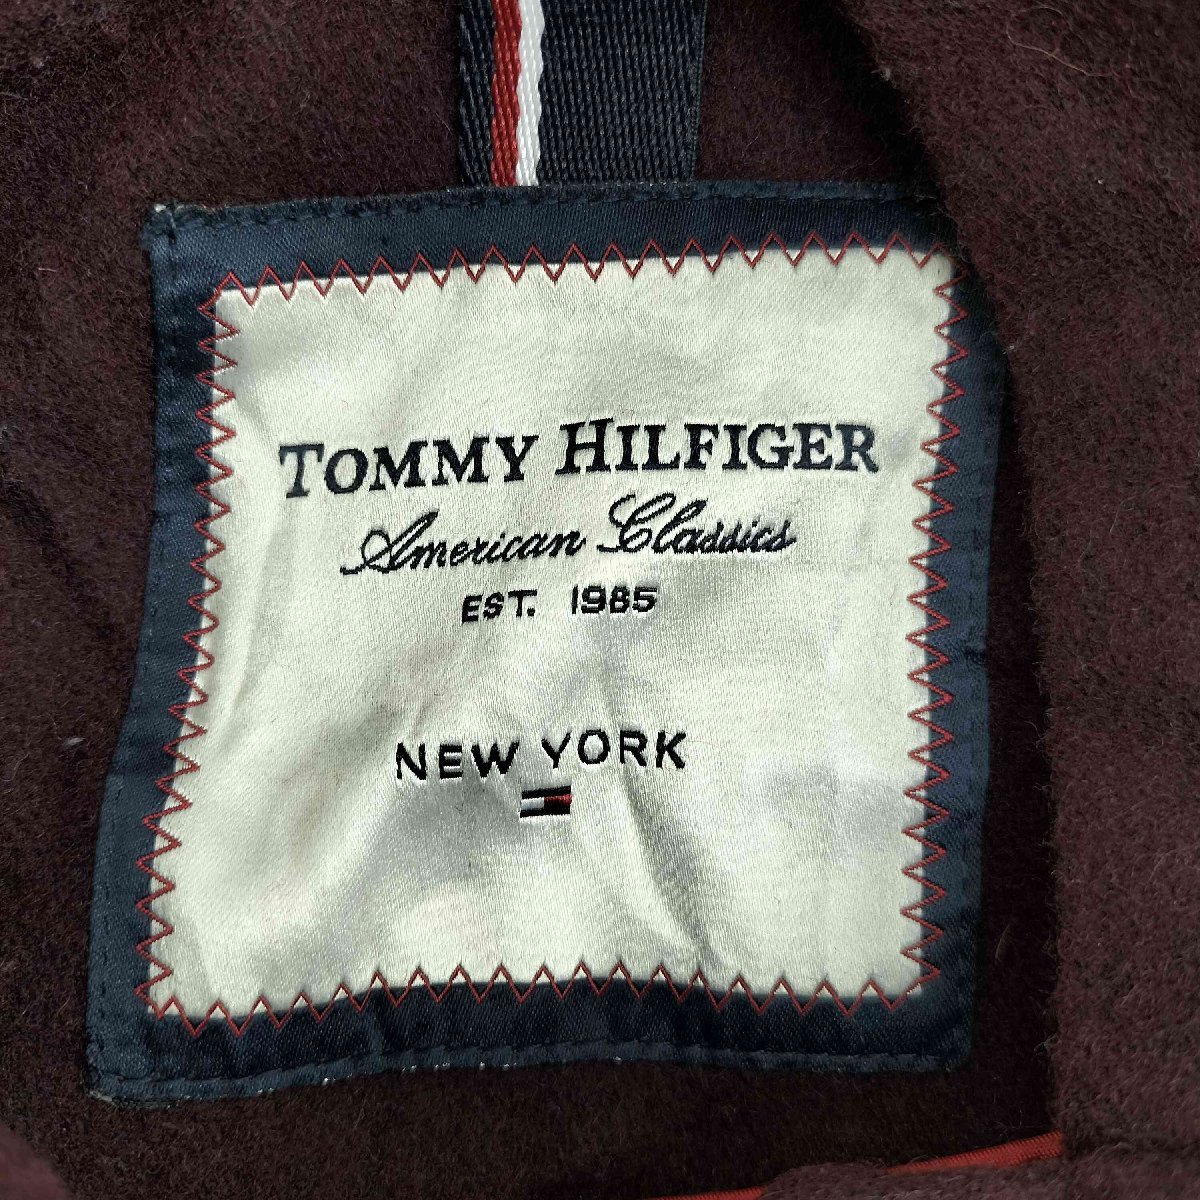 TOMMY HILFIGER
American Classics
EST. 1985
NEW YORK